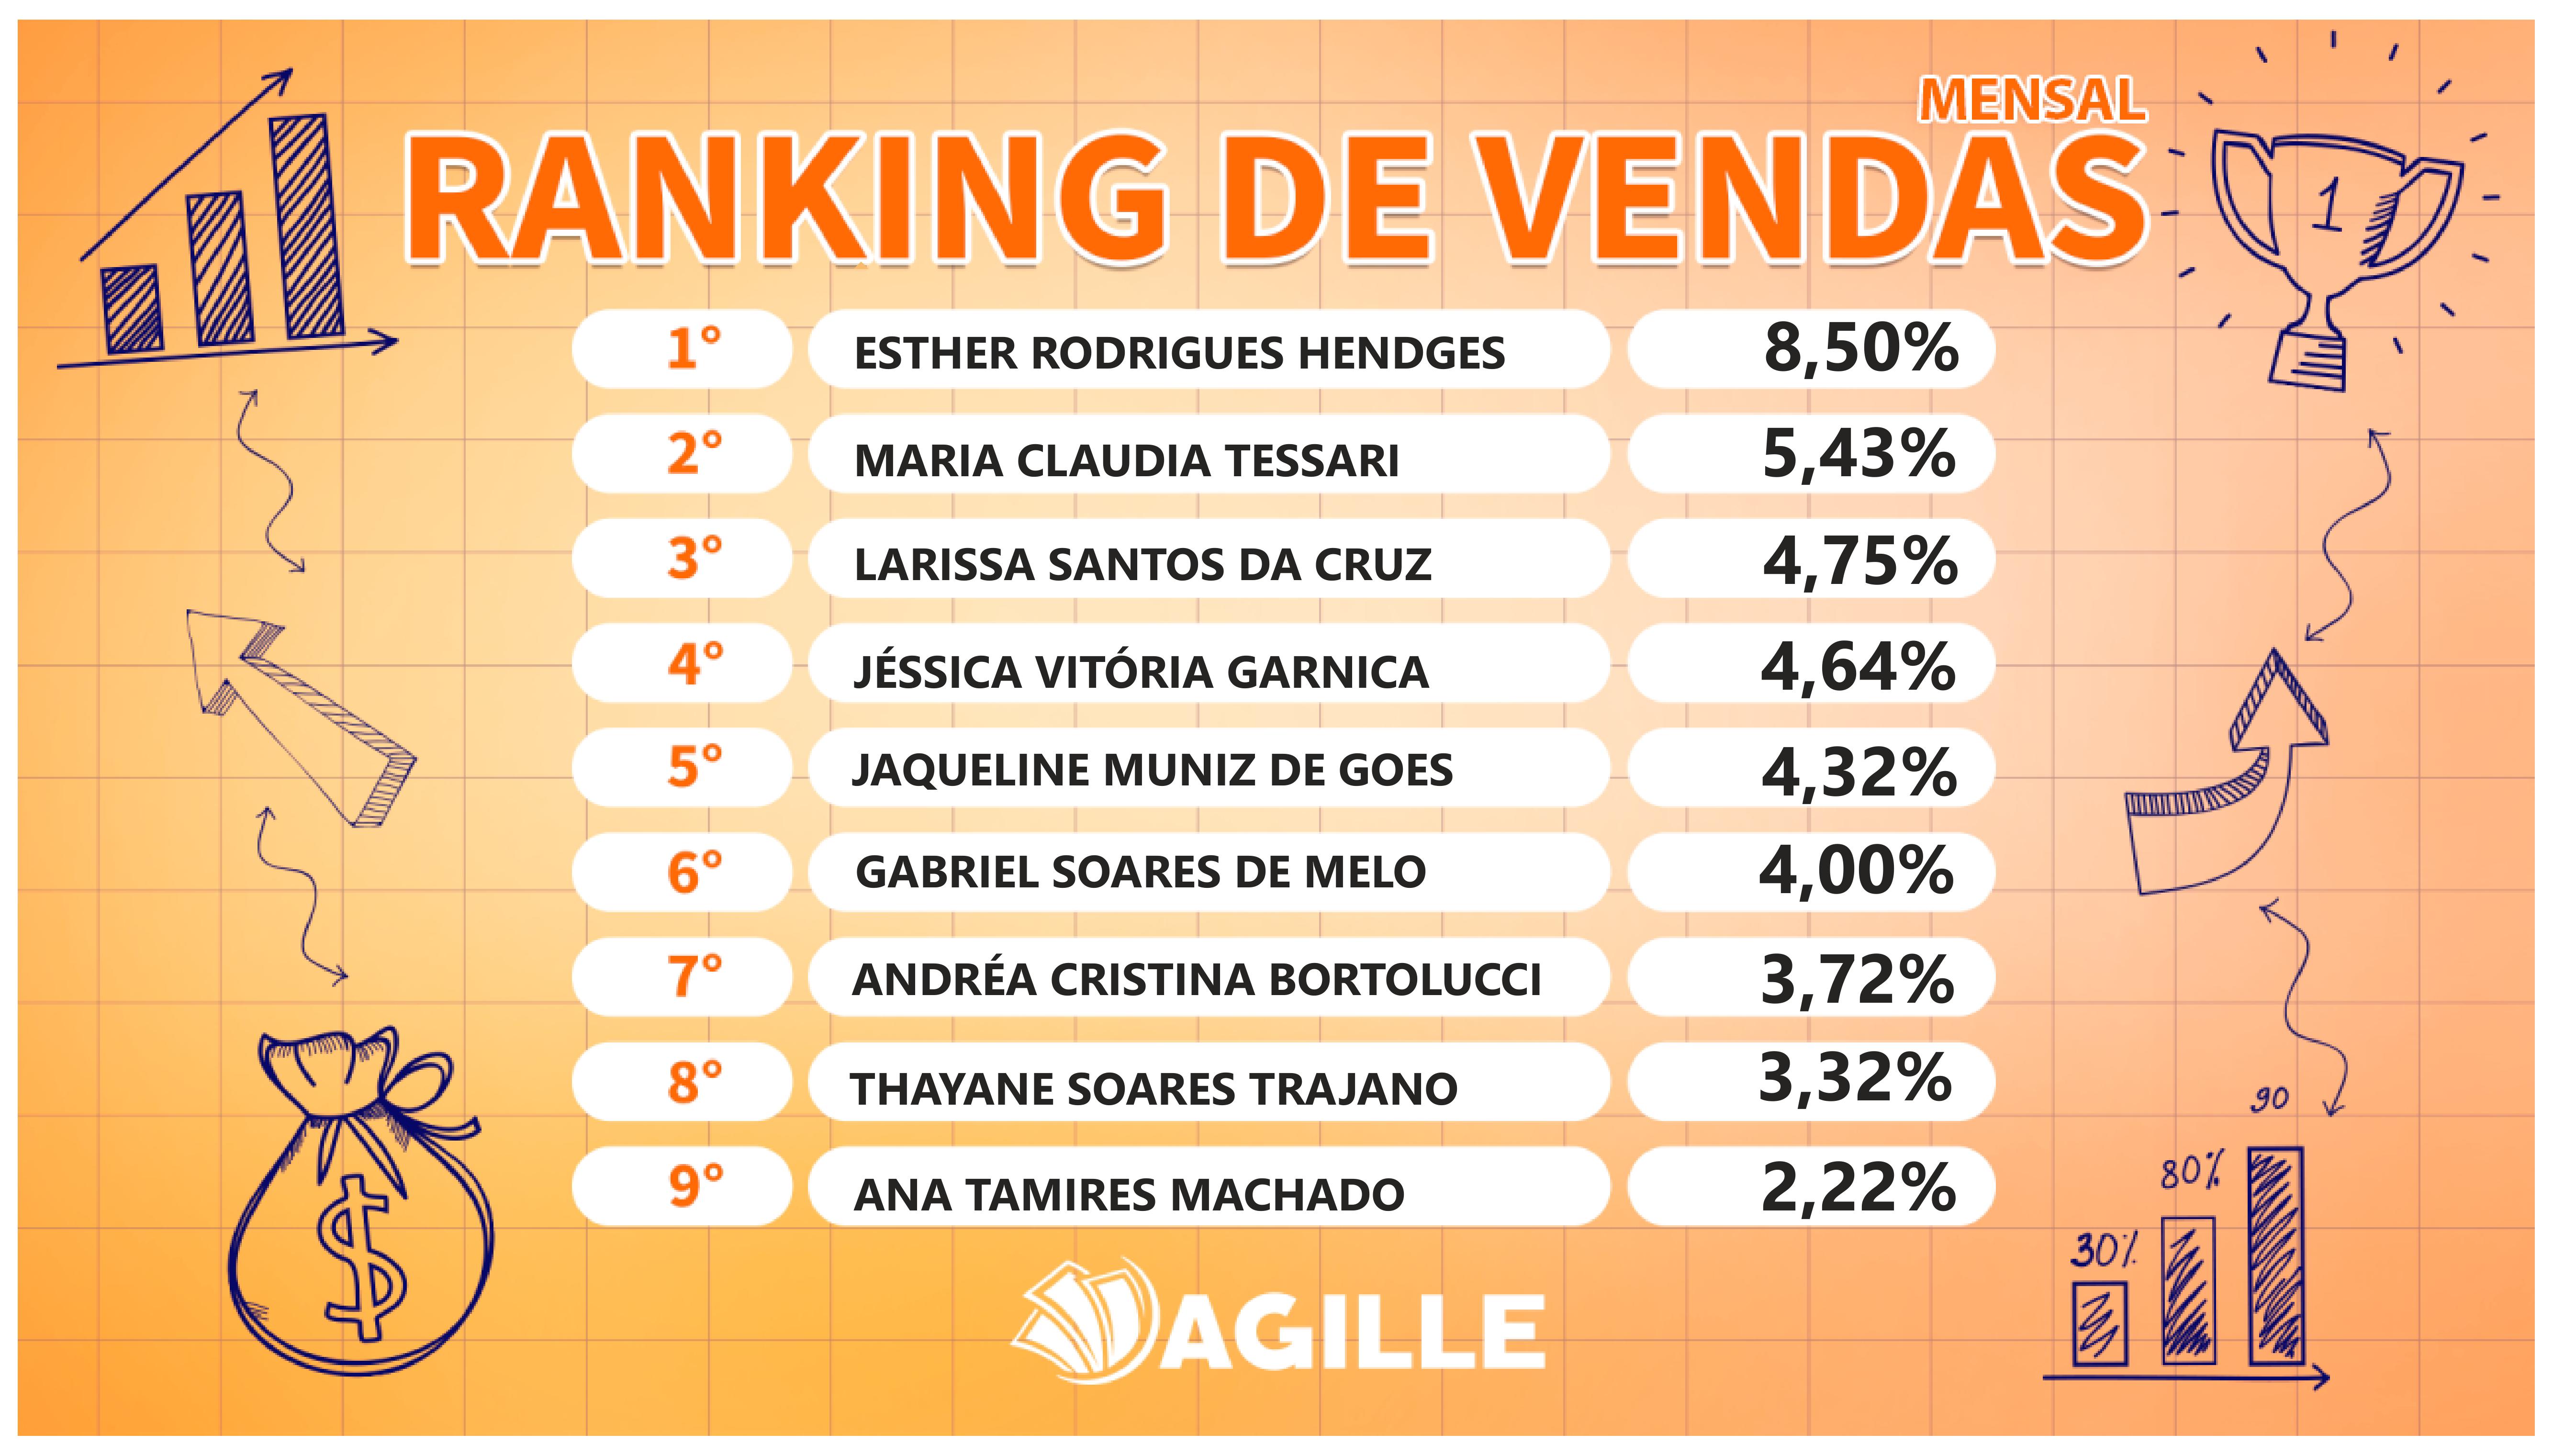 MENSAL
RANKING DE VENDAS
1
1° ESTHER RODRIGUES HENDGES 8,50%
2° MARIA CLAUDIA TESSARI 5,43%
3° LARISSA SANTOS DA CRUZ 4,75%
4° JÉSSICA VITÓRIA GARNICA 4,64%
5° JAQUELINE MUNIZ DE GOES 4,32%
6° GABRIEL SOARES DE MELO 4,00%
7° ANDRÉA CRISTINA BORTOLUCCI 3,72%
8° THAYANE SOARES TRAJANO 3,32%
9° ANA TAMIRES MACHADO 2,22%
90
80%
30%
$
AGILLE